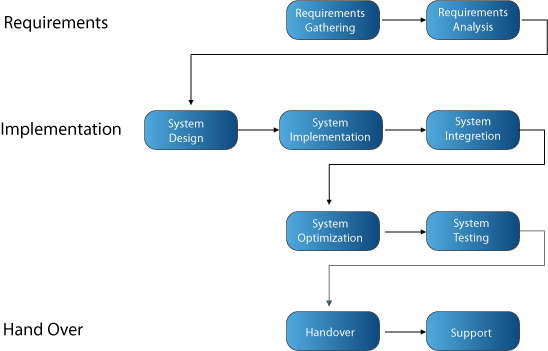 Requirements
Requirements
Gathering
Requirements
Analysis
Implementation
System
Design
System
Implementation
System
Integretion
System
Optimization
System
Testing
Hand Over
Handover
Support